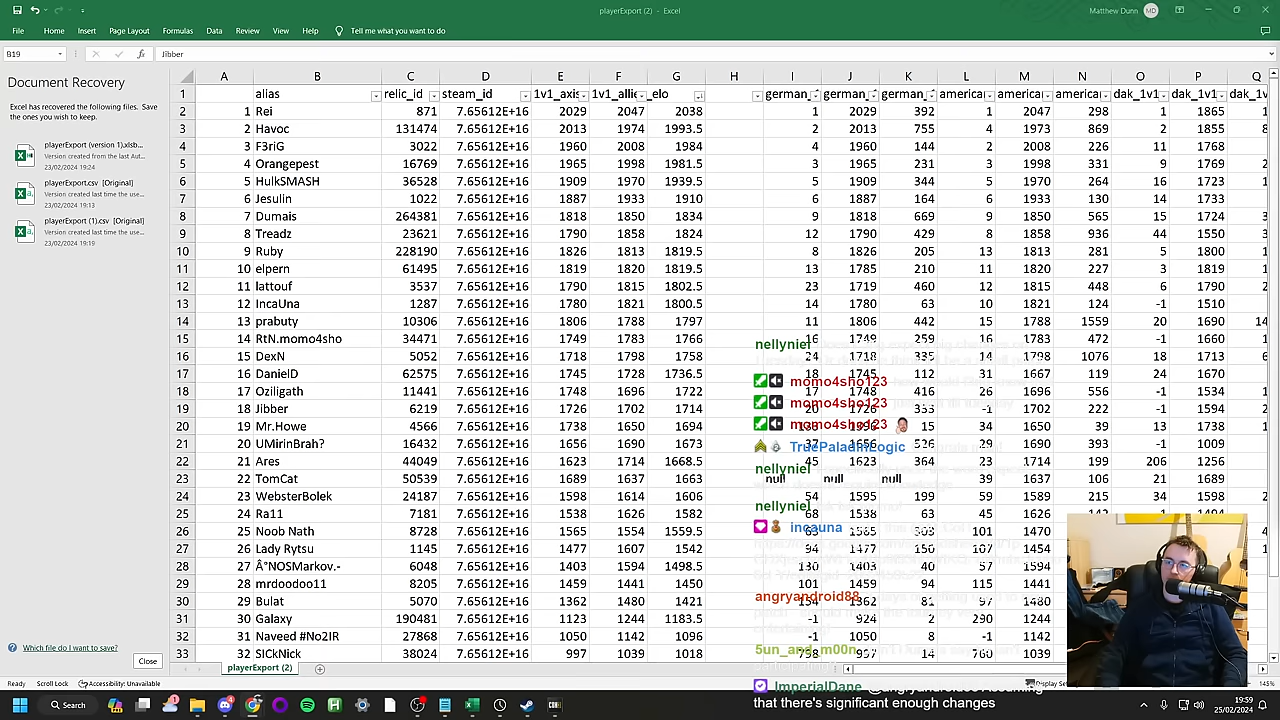 playerExport (2) - Excel
Matthew Dunn MD
File Home Insert Page Layout Formulas Data Review View Help Tell me what you want to do
B19 Jibber
Document Recovery
Excel has recovered the following files. Save
the ones you wish to keep.
playerExport (version 1).xlsb...
Version created from the last Aut...
23/02/2024 19:24
playerExport.csv [Original]
Version created last time the use...
23/02/2024 19:13
playerExport (1).csv [Original]
Version created last time the use...
23/02/2024 19:19
Which file do I want to save?
Close
A B C D E F G H I J K L M N O P Q
1 alias relic_id steam_id 1v1_axis 1v1_allie _elo german_ german_ german_ american american american dak_1v1 dak_1v1 dak_1v
2 1 Rei 871 7.65612E+16 2029 2047 2038 1 2029 392 1 2047 298 1 1865
3 2 Havoc 131474 7.65612E+16 2013 1974 1993.5 2 2013 755 4 1973 869 2 1855
4 3 F3riG 3022 7.65612E+16 1960 2008 1984 4 1960 144 2 2008 226 11 1768
5 4 Orangepest 16769 7.65612E+16 1965 1998 1981.5 3 1965 231 3 1998 331 9 1769
6 5 HulkSMASH 36528 7.65612E+16 1909 1970 1939.5 5 1909 344 5 1970 264 16 1723
7 6 Jesulin 1022 7.65612E+16 1887 1933 1910 6 1887 164 6 1933 130 14 1733
8 7 Dumais 264381 7.65612E+16 1818 1850 1834 9 1818 669 9 1850 565 15 1724
9 8 Treadz 23621 7.65612E+16 1790 1858 1824 12 1790 429 8 1858 936 44 1550
10 9 Ruby 228190 7.65612E+16 1826 1813 1819.5 8 1826 205 13 1813 281 5 1800
11 10 elpern 61495 7.65612E+16 1819 1820 1819.5 13 1785 210 11 1820 227 3 1819
12 11 lattouf 3537 7.65612E+16 1790 1815 1802.5 23 1719 460 12 1815 448 6 1790
13 12 IncaUna 1287 7.65612E+16 1780 1821 1800.5 14 1780 63 10 1821 124 -1 1510
14 13 prabuty 10306 7.65612E+16 1806 1788 1797 11 1806 442 15 1788 1559 20 1690
15 14 RtN.momo4sho 34471 7.65612E+16 1749 1783 1766 16 1749 259 16 1783 472 -1 1660
16 15 DexN 5052 7.65612E+16 1718 1798 1758 24 1718 335 14 1798 1076 18 1713
17 16 DanielD 62575 7.65612E+16 1728 1745 1736.5 18 1745 112 31 1667 119 24 1670
18 17 Oziligath 11441 7.65612E+16 1748 1696 1722 17 1748 416 26 1696 556 -1 1534
19 18 Jibber 6219 7.65612E+16 1726 1702 1714 20 1726 -1 1702 222 -1 1594
20 19 Mr.Howe 4566 7.65612E+16 1738 1650 1694 15 34 1650 39 13 1738
21 20 UMirinBrah? 16432 7.65612E+16 1656 1690 1673 37 1656 526 29 1690 393 -1 1009
22 21 Ares 44049 7.65612E+16 1623 1714 1668.5 45 1623 364 23 1714 199 206 1256
23 22 TomCat 50539 7.65612E+16 1689 1637 1663 null null null 39 1637 106 21 1689
24 23 WebsterBolek 24187 7.65612E+16 1598 1614 1606 54 1595 199 59 1589 215 34 1598
25 24 Ra11 7181 7.65612E+16 1538 1626 1582 68 1538 63 45 1626
26 25 Noob Nath 8728 7.65612E+16 1565 1554 1559.5 1565 101 1470
27 26 Lady Rytsu 1145 7.65612E+16 1477 1607 1542 94 1477 150 107 1454
28 27 Â°NOSMarkov.- 6048 7.65612E+16 1403 1594 1498.5 130 1403 40 57 1594
29 28 mrdoodoo11 8205 7.65612E+16 1459 1441 1450 101 1459 94 115 1441
30 29 Bulat 5070 7.65612E+16 1362 1480 1421 154 1362 81 97 1480
31 30 Galaxy 190481 7.65612E+16 1123 1244 1183.5 -1 924 2 290 1244
32 31 Naveed #No2IR 27868 7.65612E+16 1050 1142 1096 -1 1050 8 -1 1142
33 32 SICkNick 38024 7.65612E+16 997 1039 1018 997 14 768 1039
nellyniel
momo4sho123
momo4sho123
momo4sho123
TruePaladinLogic
nellyniel
nellyniel
incauna
angryandroid88
5un_and_m00n
ImperialDane @angryandroid88 Assuming
that there's significant enough changes
playerExport (2)
Ready Scroll Lock Accessibility: Unavailable Display Set 145%
Search
19:59
25/02/2024